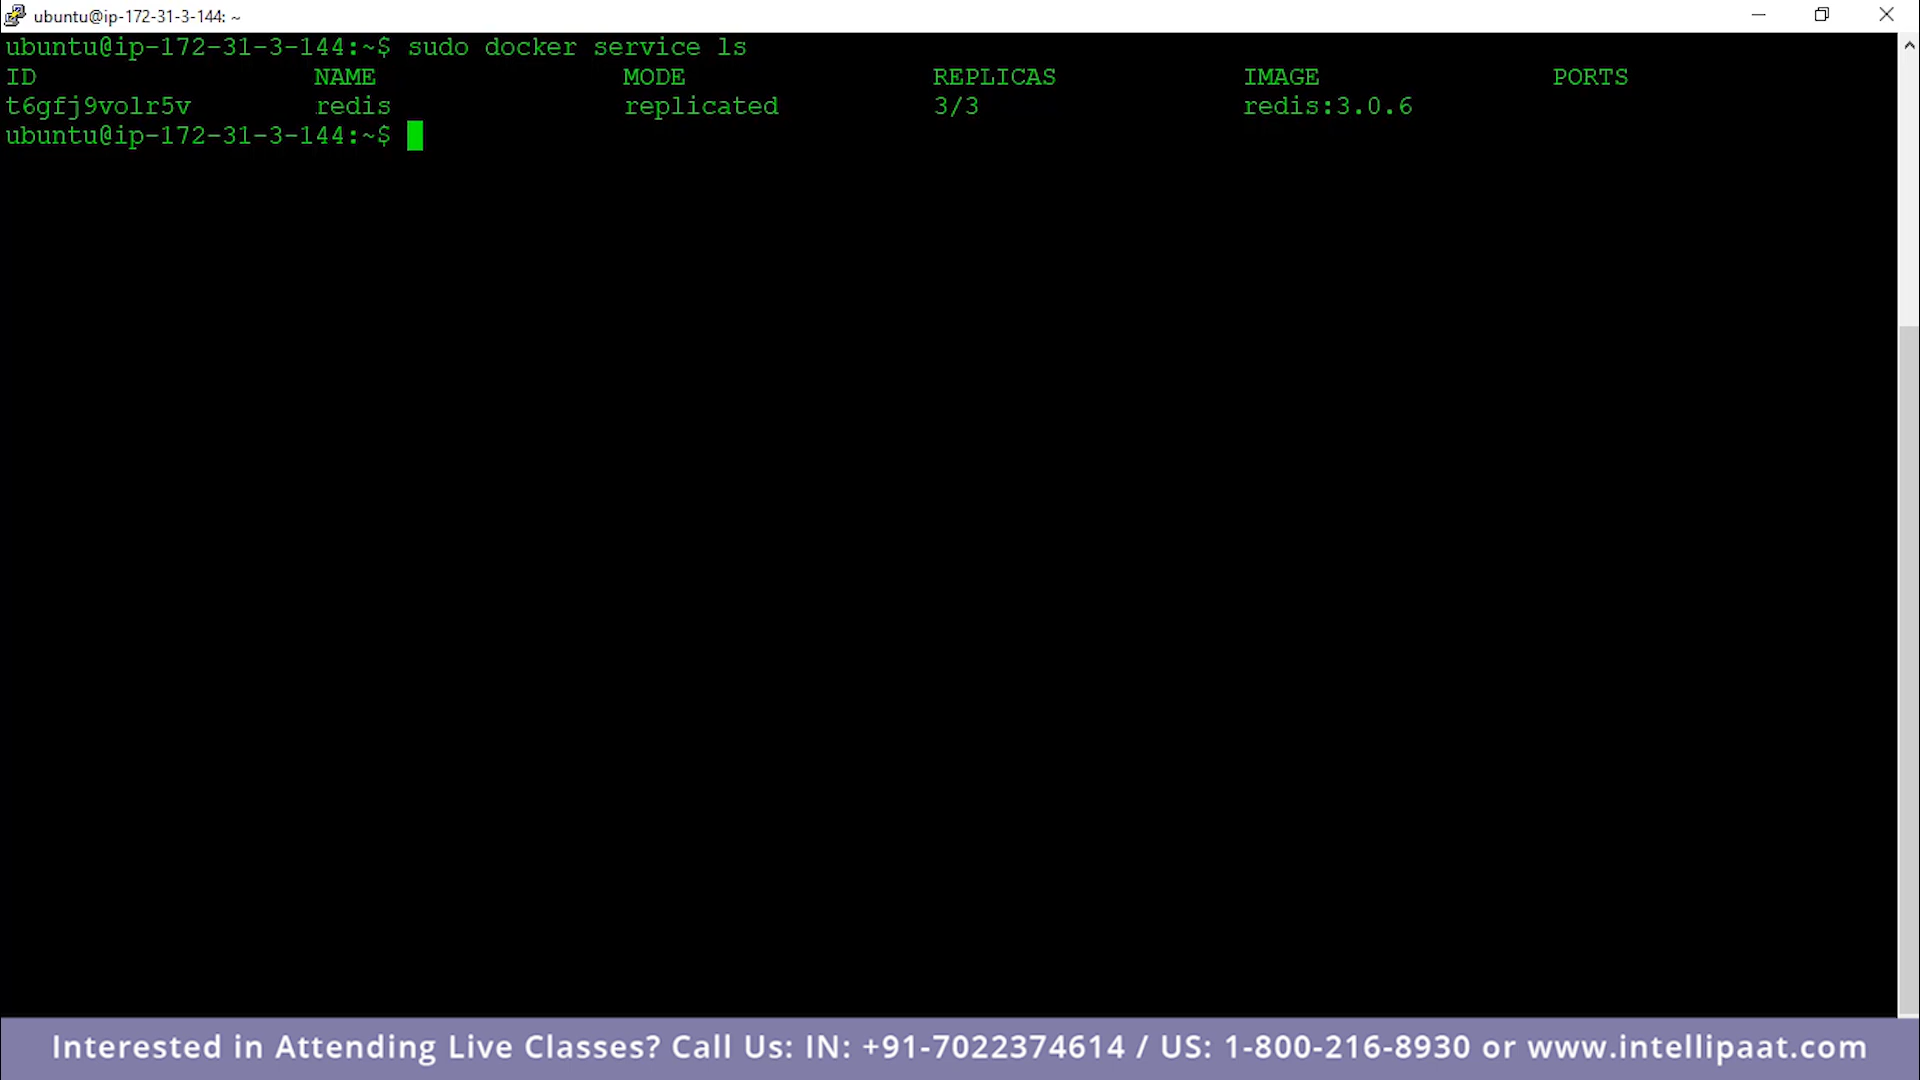 ubuntu@ip-172-31-3-144: ~
ubuntu@ip-172-31-3-144:~$ sudo docker service ls
ID NAME MODE REPLICAS IMAGE PORTS
t6gfj9volr5v redis replicated 3/3 redis:3.0.6
ubuntu@ip-172-31-3-144:~$
Interested in Attending Live Classes? Call Us: IN: +91-7022374614 / US: 1-800-216-8930 or www.intellipaat.com